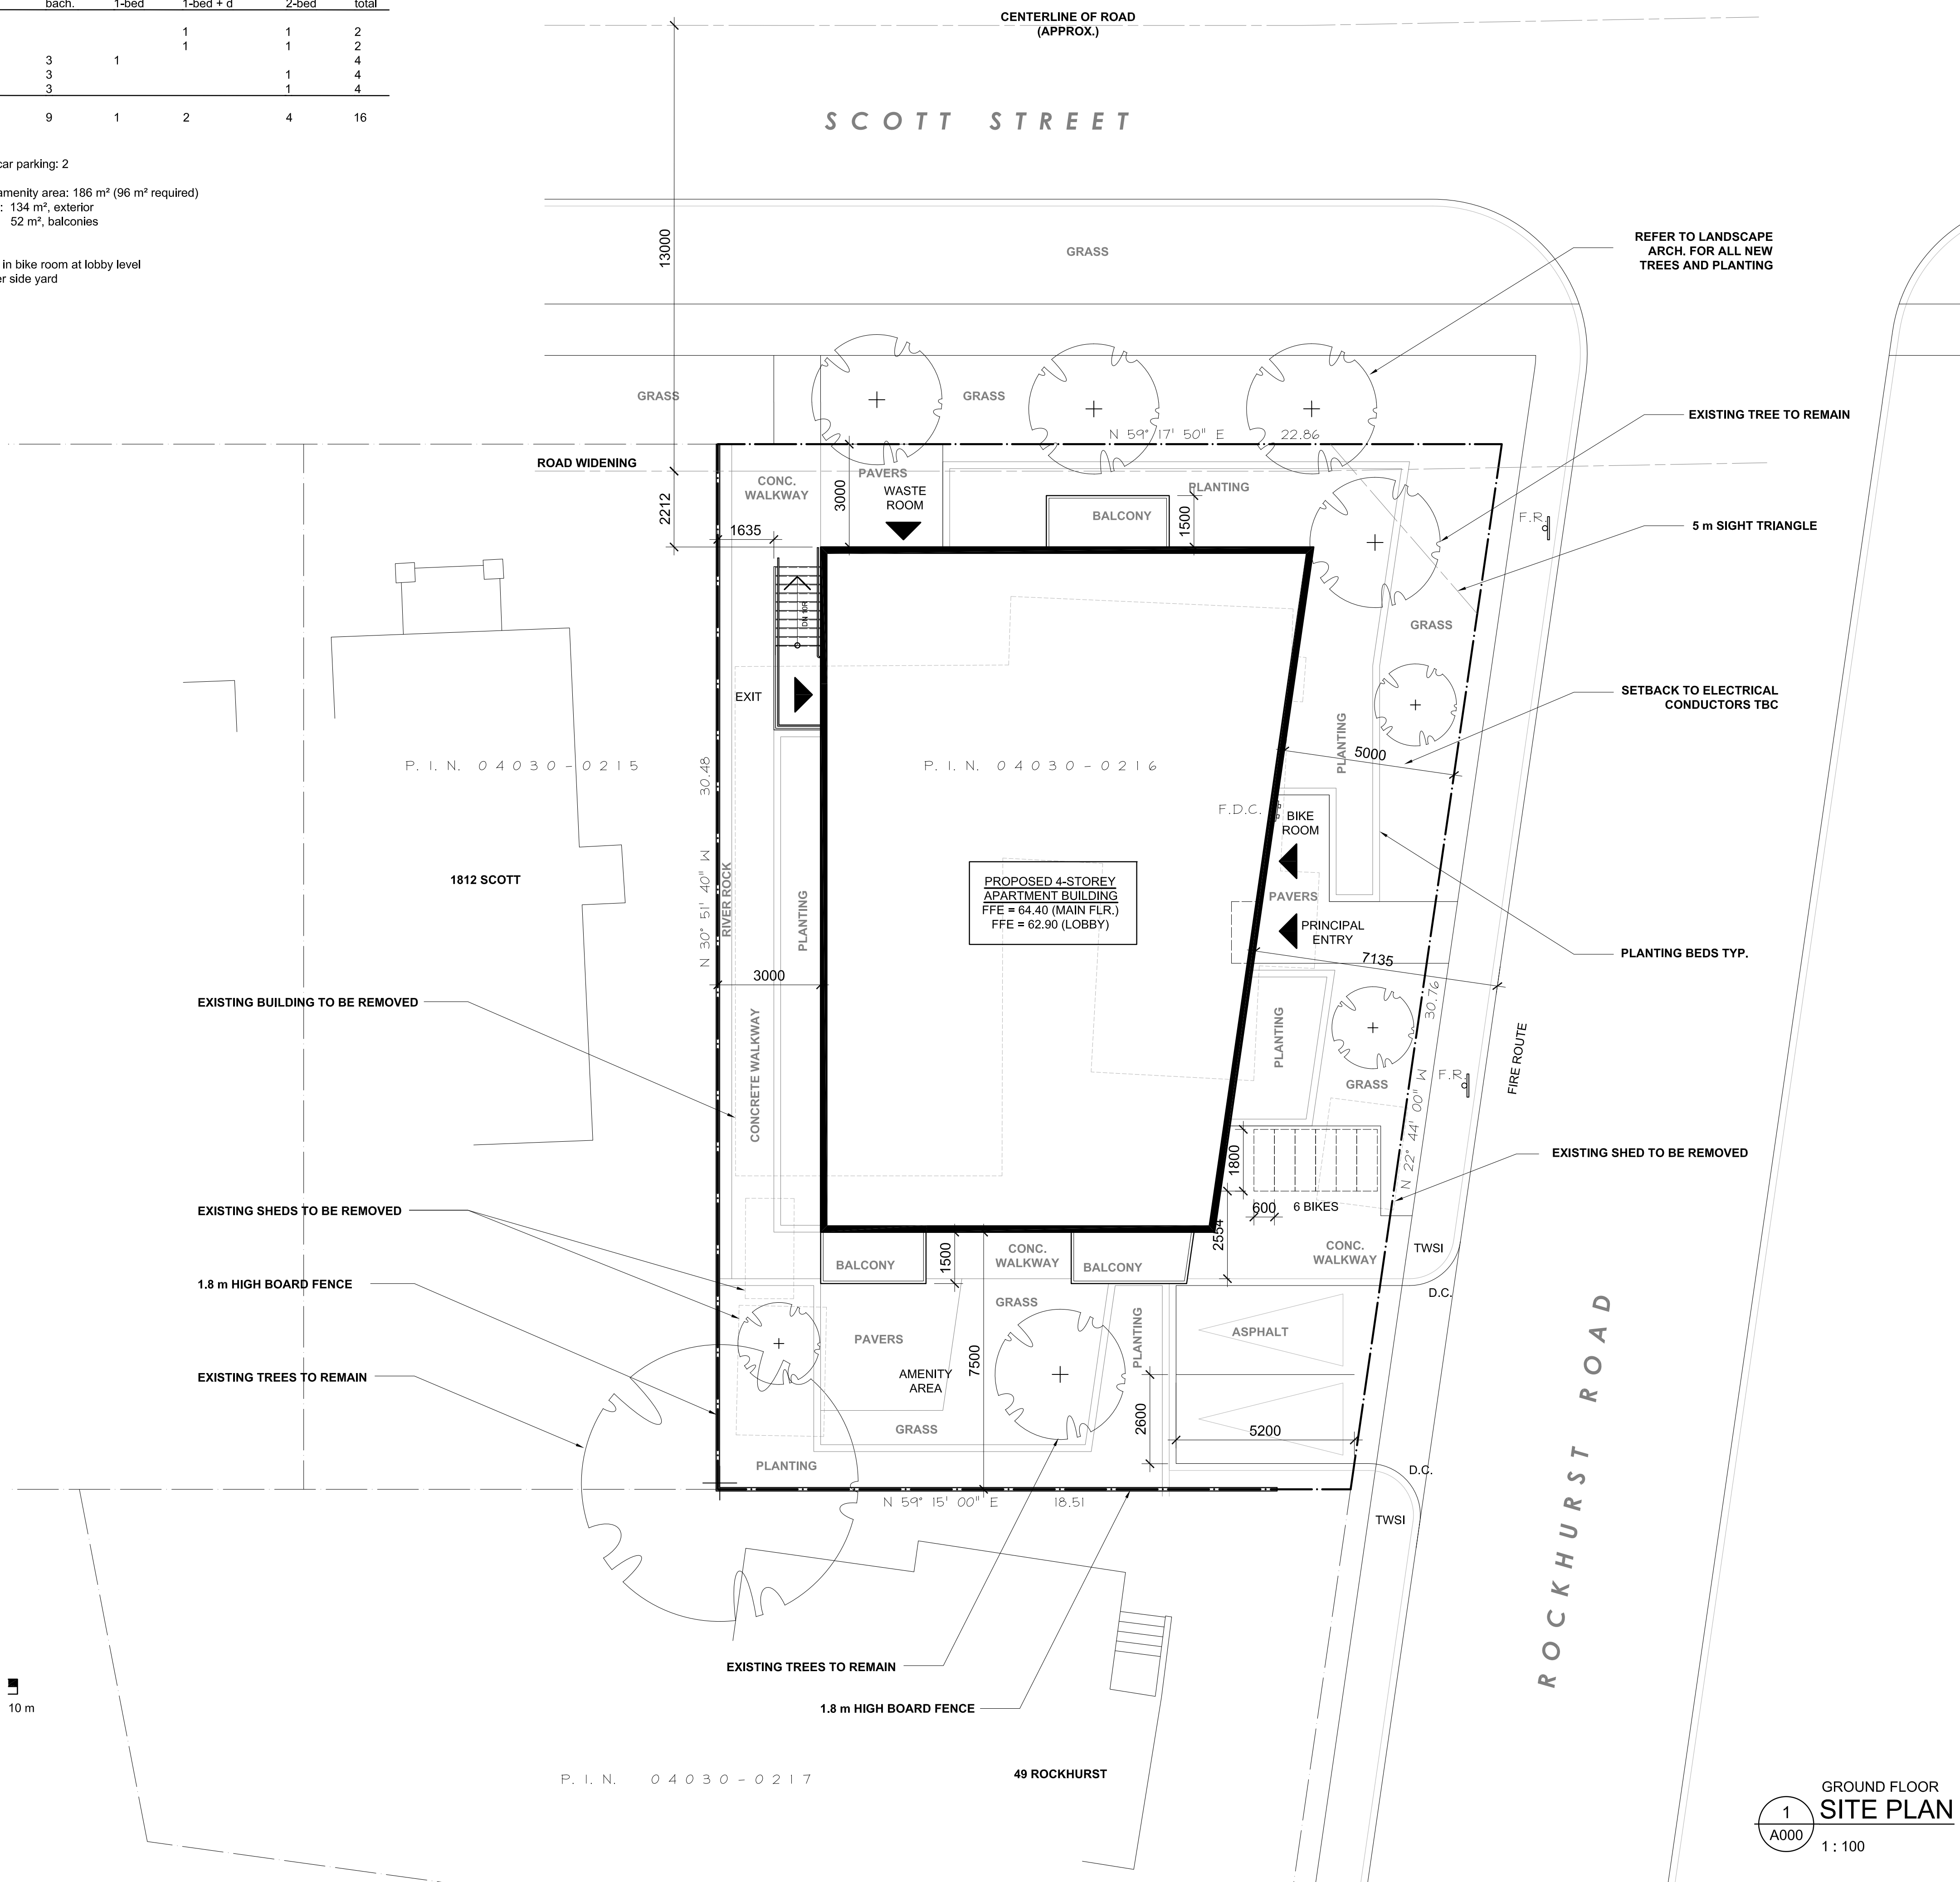 bach. 1-bed 1-bed + d 2-bed total
1 1 2
1 1 2
3 1 4
3 1 4
3 1 4
9 1 2 4 16
car parking: 2
amenity area: 186 m² (96 m² required)
: 134 m², exterior
52 m², balconies
in bike room at lobby level
er side yard
CENTERLINE OF ROAD
(APPROX.)
SCOTT STREET
13000
GRASS
REFER TO LANDSCAPE
ARCH. FOR ALL NEW
TREES AND PLANTING
GRASS
GRASS
EXISTING TREE TO REMAIN
N 59° 17' 50" E 22.86
ROAD WIDENING
CONC.
WALKWAY
PAVERS
WASTE
ROOM
3000
2212
1635
PLANTING
BALCONY
1500
F.R.
5 m SIGHT TRIANGLE
DN 10R
GRASS
EXIT
SETBACK TO ELECTRICAL
CONDUCTORS TBC
PLANTING
5000
P. I. N. 04030-0215
30.48
P. I. N. 04030-0216
F.D.C.
BIKE
ROOM
1812 SCOTT
N 30° 51' 40" W
RIVER ROCK
PLANTING
PROPOSED 4-STOREY
APARTMENT BUILDING
FFE = 64.40 (MAIN FLR.)
FFE = 62.90 (LOBBY)
PAVERS
PRINCIPAL
ENTRY
7135
PLANTING BEDS TYP.
3000
EXISTING BUILDING TO BE REMOVED
30.76
CONCRETE WALKWAY
PLANTING
FIRE ROUTE
GRASS
F.R.
N 22° 44' 00" W
1800
EXISTING SHED TO BE REMOVED
EXISTING SHEDS TO BE REMOVED
600
6 BIKES
2554
BALCONY
1500
CONC.
WALKWAY
BALCONY
CONC.
WALKWAY
TWSI
1.8 m HIGH BOARD FENCE
D.C.
GRASS
PAVERS
PLANTING
ASPHALT
7500
EXISTING TREES TO REMAIN
AMENITY
AREA
2600
GRASS
5200
PLANTING
D.C.
N 59° 15' 00" E 18.51
TWSI
ROCKHURST ROAD
EXISTING TREES TO REMAIN
1.8 m HIGH BOARD FENCE
10 m
P. I. N. 04030-0217
49 ROCKHURST
GROUND FLOOR
1 SITE PLAN
A000
1 : 100